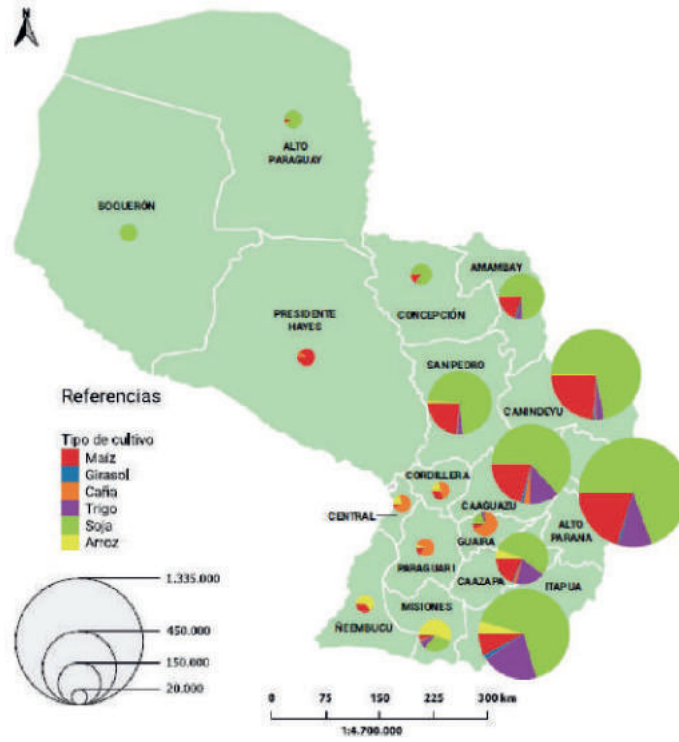 ALTO
PARAGUAY
BOQUERÓN
AMAMBAY
CONCEPCIÓN
PRESIDENTE
HAYES
SAN PEDRO
CANINDEYU
Referencias
Tipo de cultivo
Maíz
Girasol
Caña
Trigo
Soja
Arroz
CORDILLERA
CENTRAL
CAAGUAZU
GUAIRA
ALTO
PARANA
PARAGUARI
CAAZAPA
ITAPUA
MISIONES
ÑEEMBUCU
1.335.000
450.000
150.000
20.000
0 75 150 225 300 km
1:4.700.000